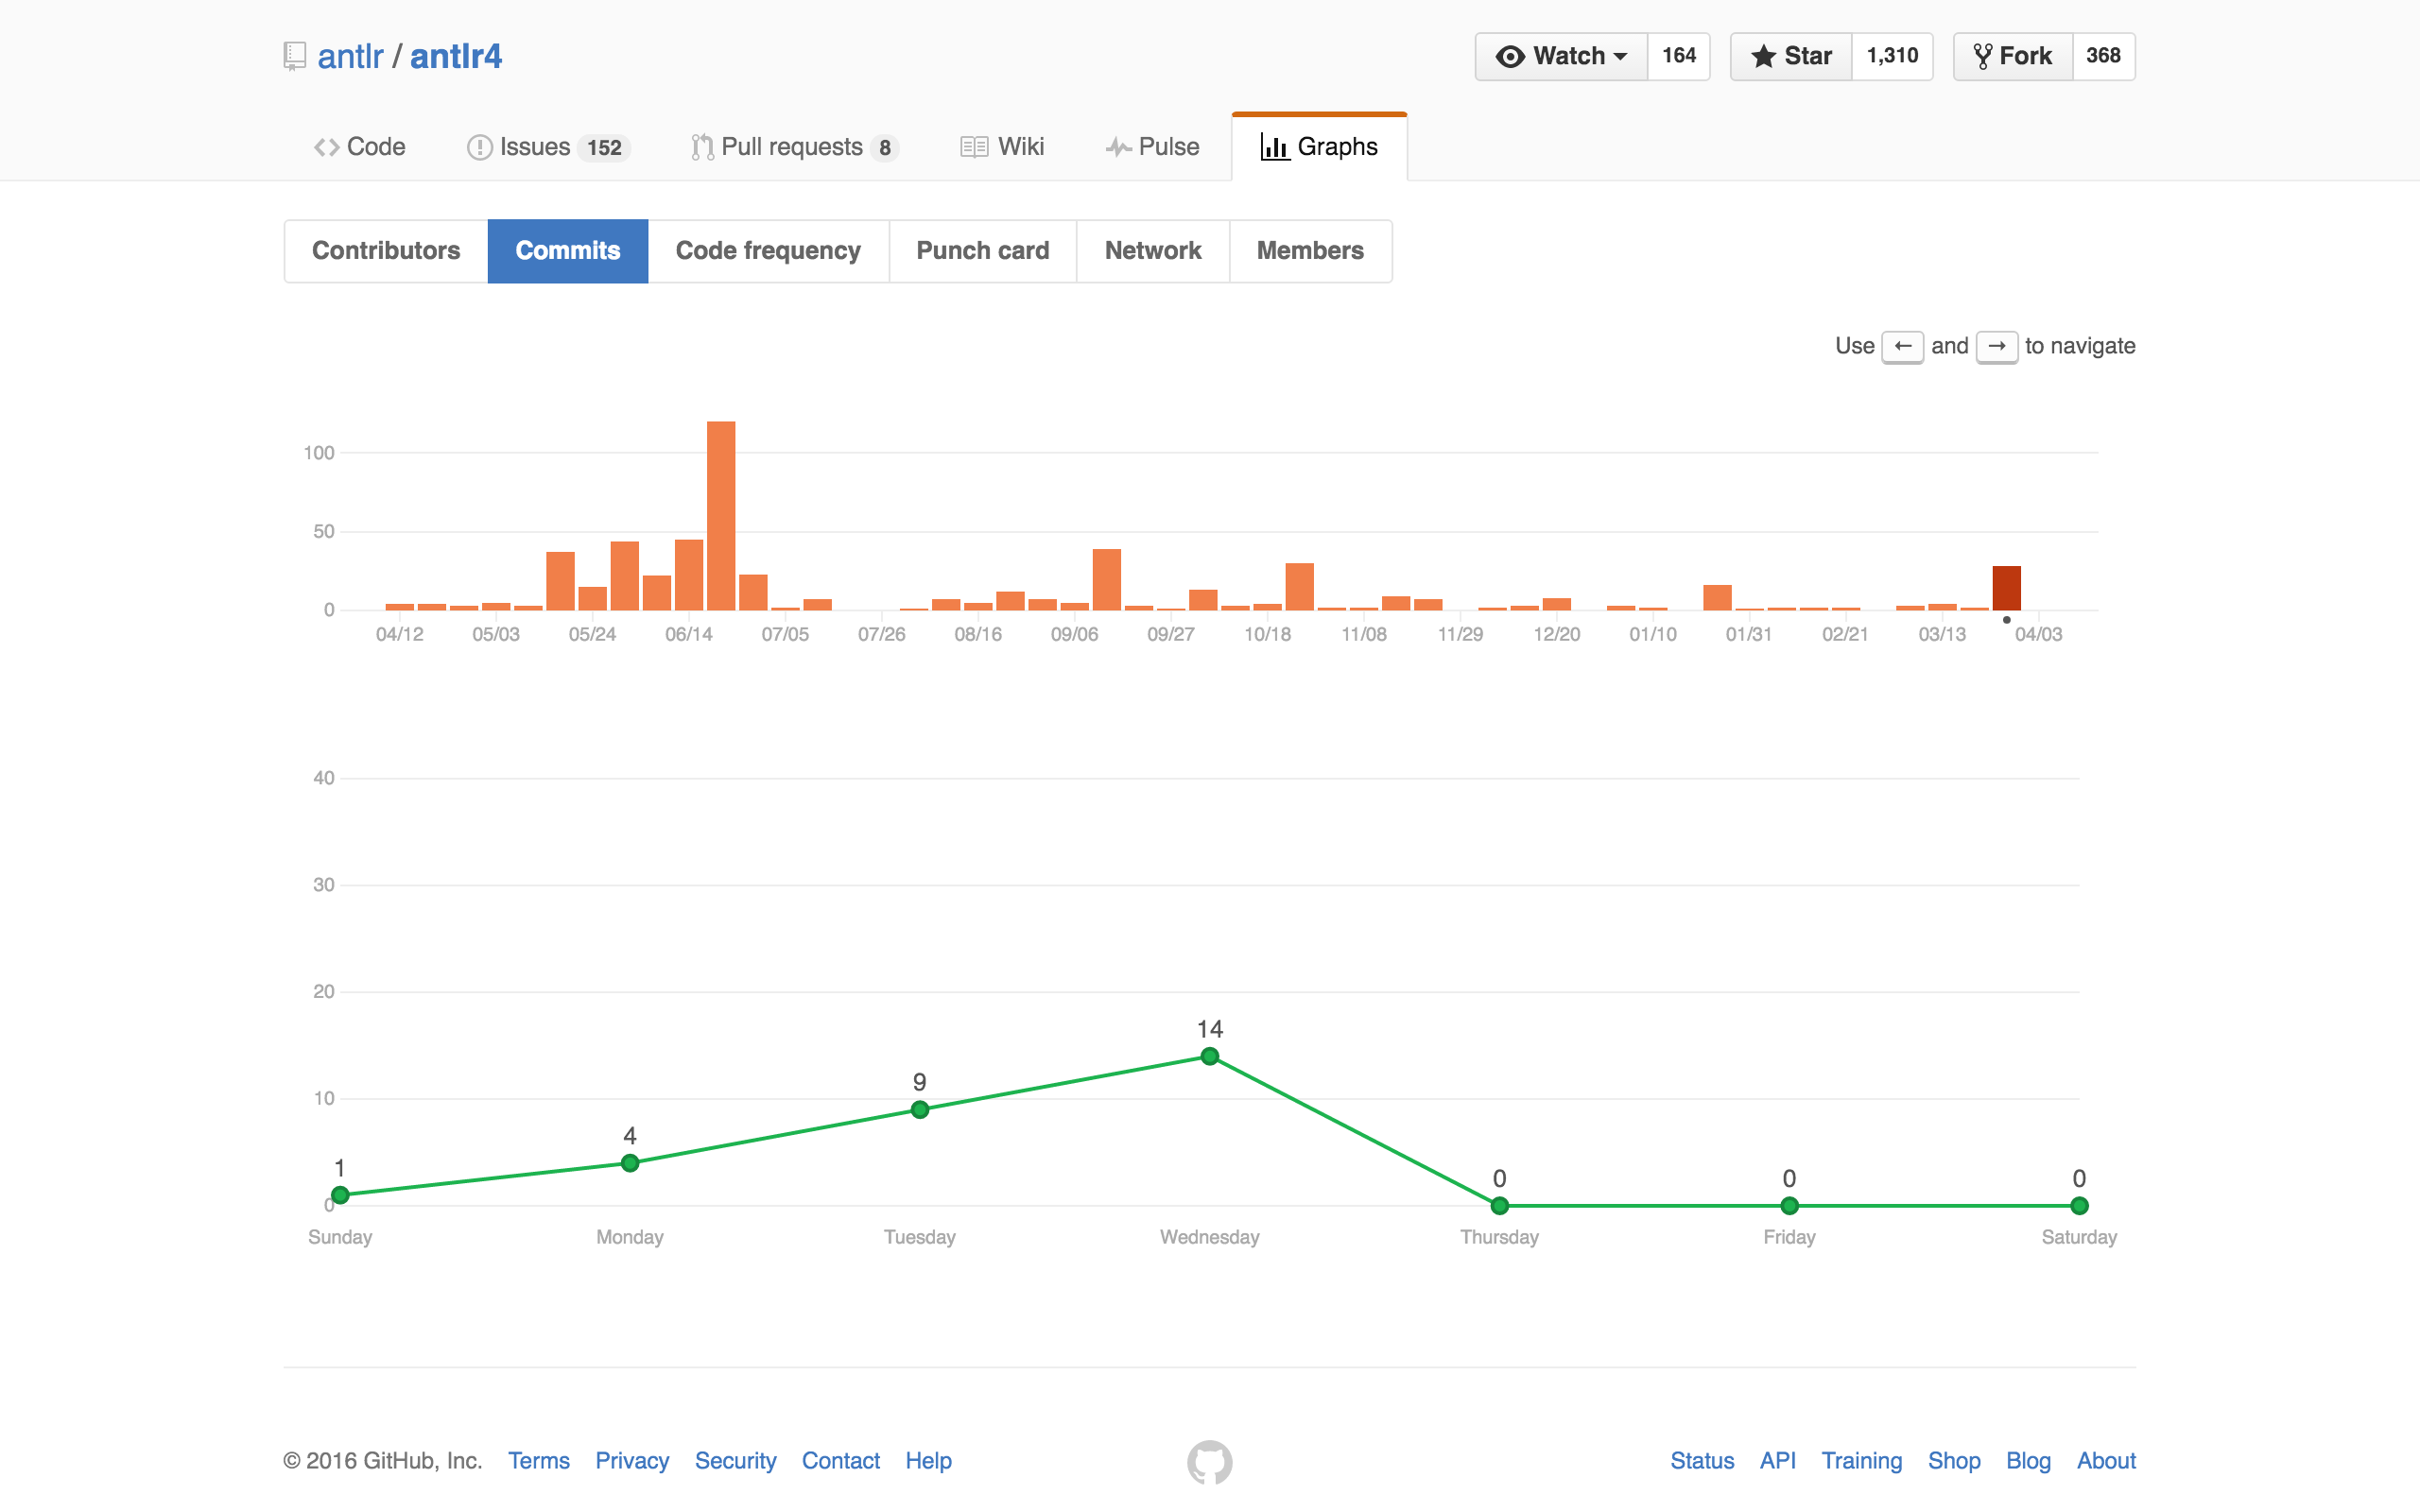 antlr / antlr4
Watch 164 Star 1,310 Fork 368
Code Issues 152 Pull requests 8 Wiki Pulse Graphs
Contributors Commits Code frequency Punch card Network Members
Use ← and → to navigate
100
50
0
04/12 05/03 05/24 06/14 07/05 07/26 08/16 09/06 09/27 10/18 11/08 11/29 12/20 01/10 01/31 02/21 03/13 04/03
40
30
20
14
10
9
4
1
0 0 0
0
Sunday Monday Tuesday Wednesday Thursday Friday Saturday
© 2016 GitHub, Inc. Terms Privacy Security Contact Help Status API Training Shop Blog About